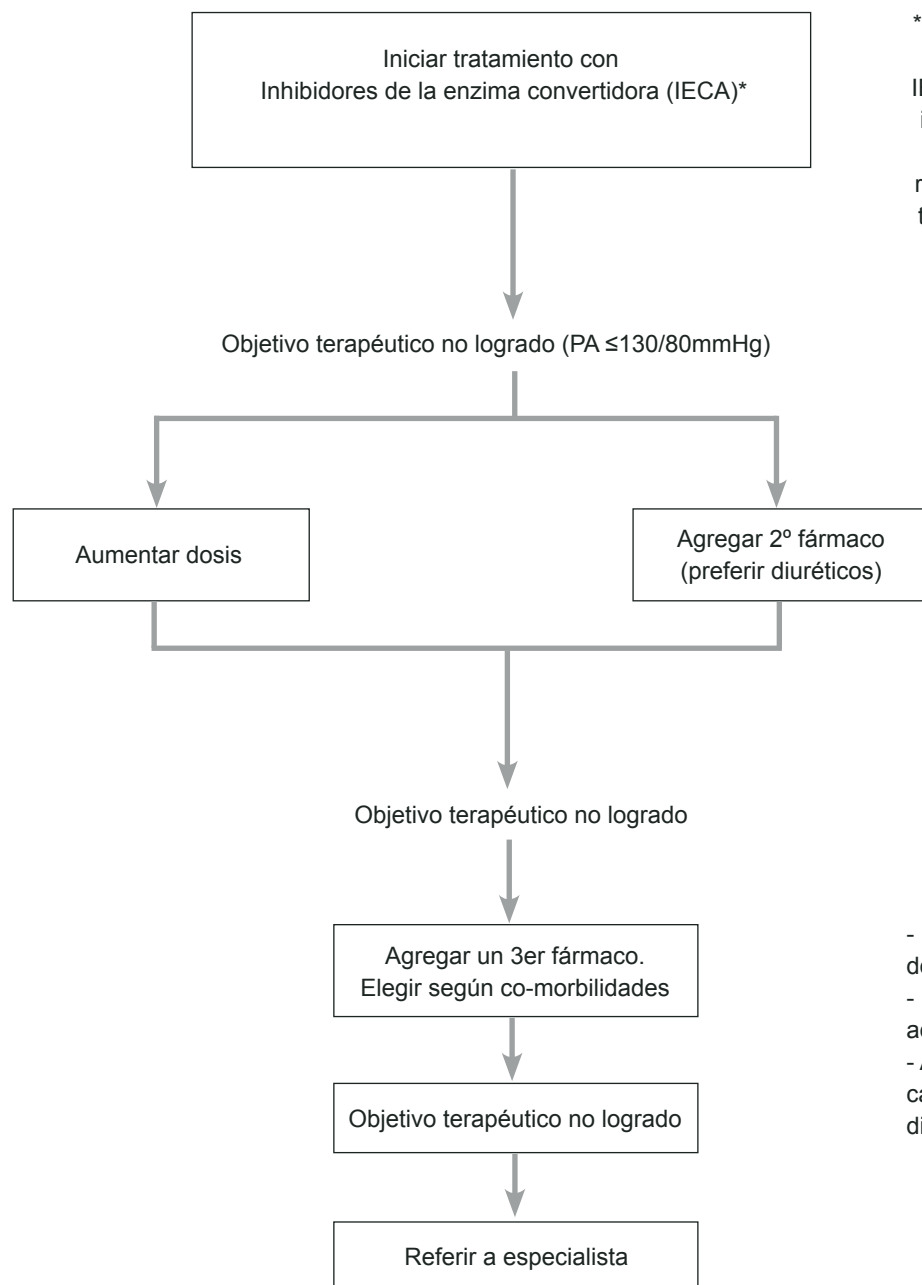 Iniciar tratamiento con
Inhibidores de la enzima convertidora (IECA)*
*
Objetivo terapéutico no logrado (PA ≤130/80mmHg)
Aumentar dosis
Agregar 2º fármaco
(preferir diuréticos)
Objetivo terapéutico no logrado
Agregar un 3er fármaco.
Elegir según co-morbilidades
-
-
-
Objetivo terapéutico no logrado
Referir a especialista